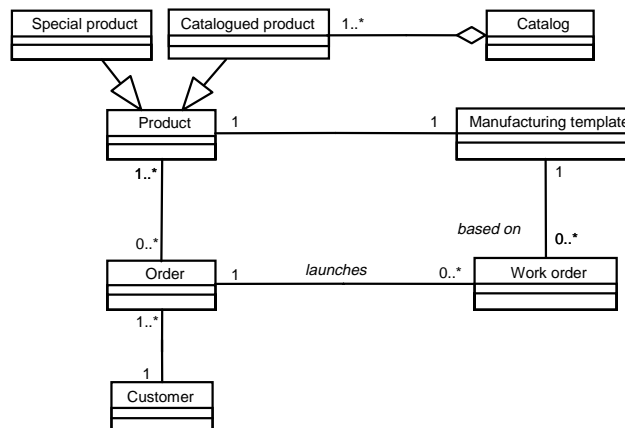 Special product
Catalogued product
1..*
Catalog
Product
1
1
Manufacturing template
1..*
1
based on
0..*
0..*
Order
1
launches
0..*
Work order
1..*
1
Customer